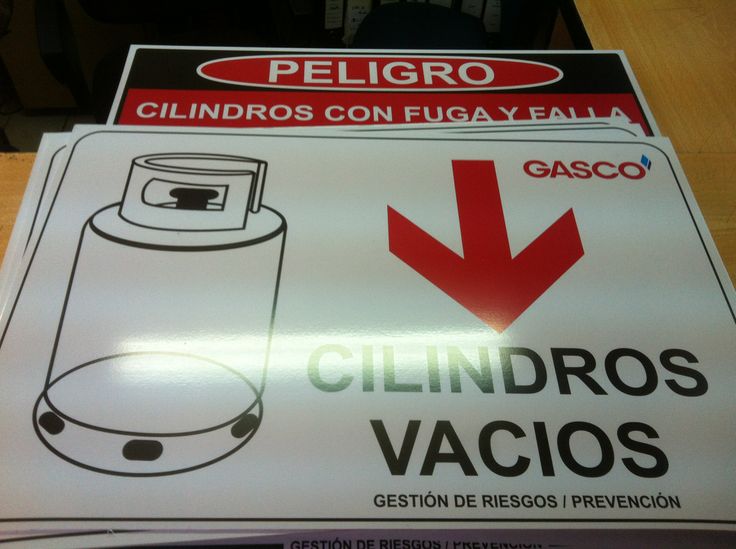 PELIGRO
CILINDROS CON FUGA Y FALLA
GASCO
CILINDROS
VACIOS
GESTIÓN DE RIESGOS / PREVENCIÓN
GESTIÓN DE RIESGOS / PREVENCIÓN